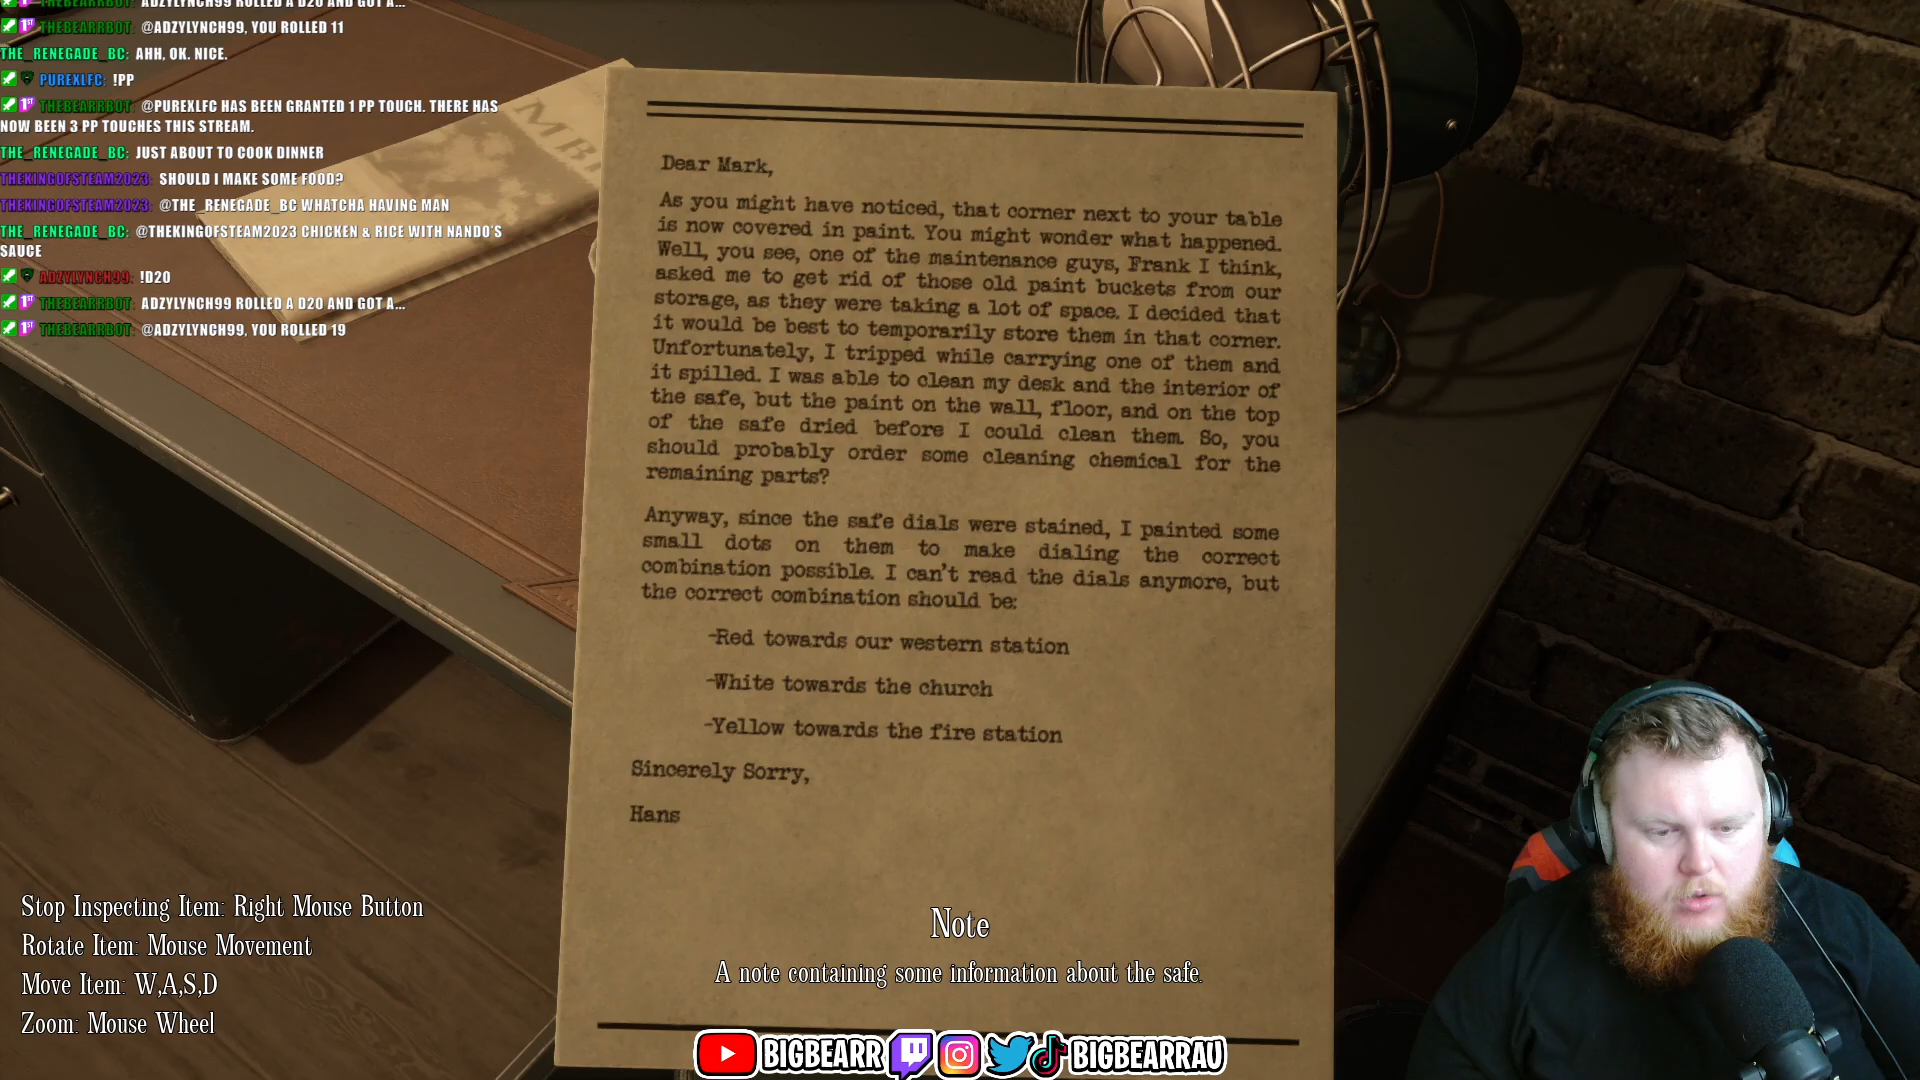 THEBEARRBOT: ADZYLYNCH99 ROLLED A D20 AND GOT A...
1ST THEBEARRBOT: @ADZYLYNCH99, YOU ROLLED 11
THE_RENEGADE_BC: AHH, OK. NICE.
PUREXLFC: !PP
1ST THEBEARRBOT: @PUREXLFC HAS BEEN GRANTED 1 PP TOUCH. THERE HAS
NOW BEEN 3 PP TOUCHES THIS STREAM.
THE_RENEGADE_BC: JUST ABOUT TO COOK DINNER
THEKINGOFSTEAM2023: SHOULD I MAKE SOME FOOD?
THEKINGOFSTEAM2023: @THE_RENEGADE_BC WHATCHA HAVING MAN
THE_RENEGADE_BC: @THEKINGOFSTEAM2023 CHICKEN & RICE WITH NANDO'S
SAUCE
ADZYLYNCH99: !D20
1ST THEBEARRBOT: ADZYLYNCH99 ROLLED A D20 AND GOT A...
1ST THEBEARRBOT: @ADZYLYNCH99, YOU ROLLED 19
Dear Mark,
As you might have noticed, that corner next to your table
is now covered in paint. You might wonder what happened.
Well, you see, one of the maintenance guys, Frank I think,
asked me to get rid of those old paint buckets from our
storage, as they were taking a lot of space. I decided that
it would be best to temporarily store them in that corner.
Unfortunately, I tripped while carrying one of them and
it spilled. I was able to clean my desk and the interior of
the safe, but the paint on the wall, floor, and on the top
of the safe dried before I could clean them. So, you
should probably order some cleaning chemical for the
remaining parts?
Anyway, since the safe dials were stained, I painted some
small dots on them to make dialing the correct
combination possible. I can't read the dials anymore, but
the correct combination should be:
-Red towards our western station
-White towards the church
-Yellow towards the fire station
Sincerely Sorry,
Hans
Stop Inspecting Item: Right Mouse Button
Rotate Item: Mouse Movement
Move Item: W,A,S,D
Zoom: Mouse Wheel
Note
A note containing some information about the safe.
BIGBEARR
BIGBEARRAU